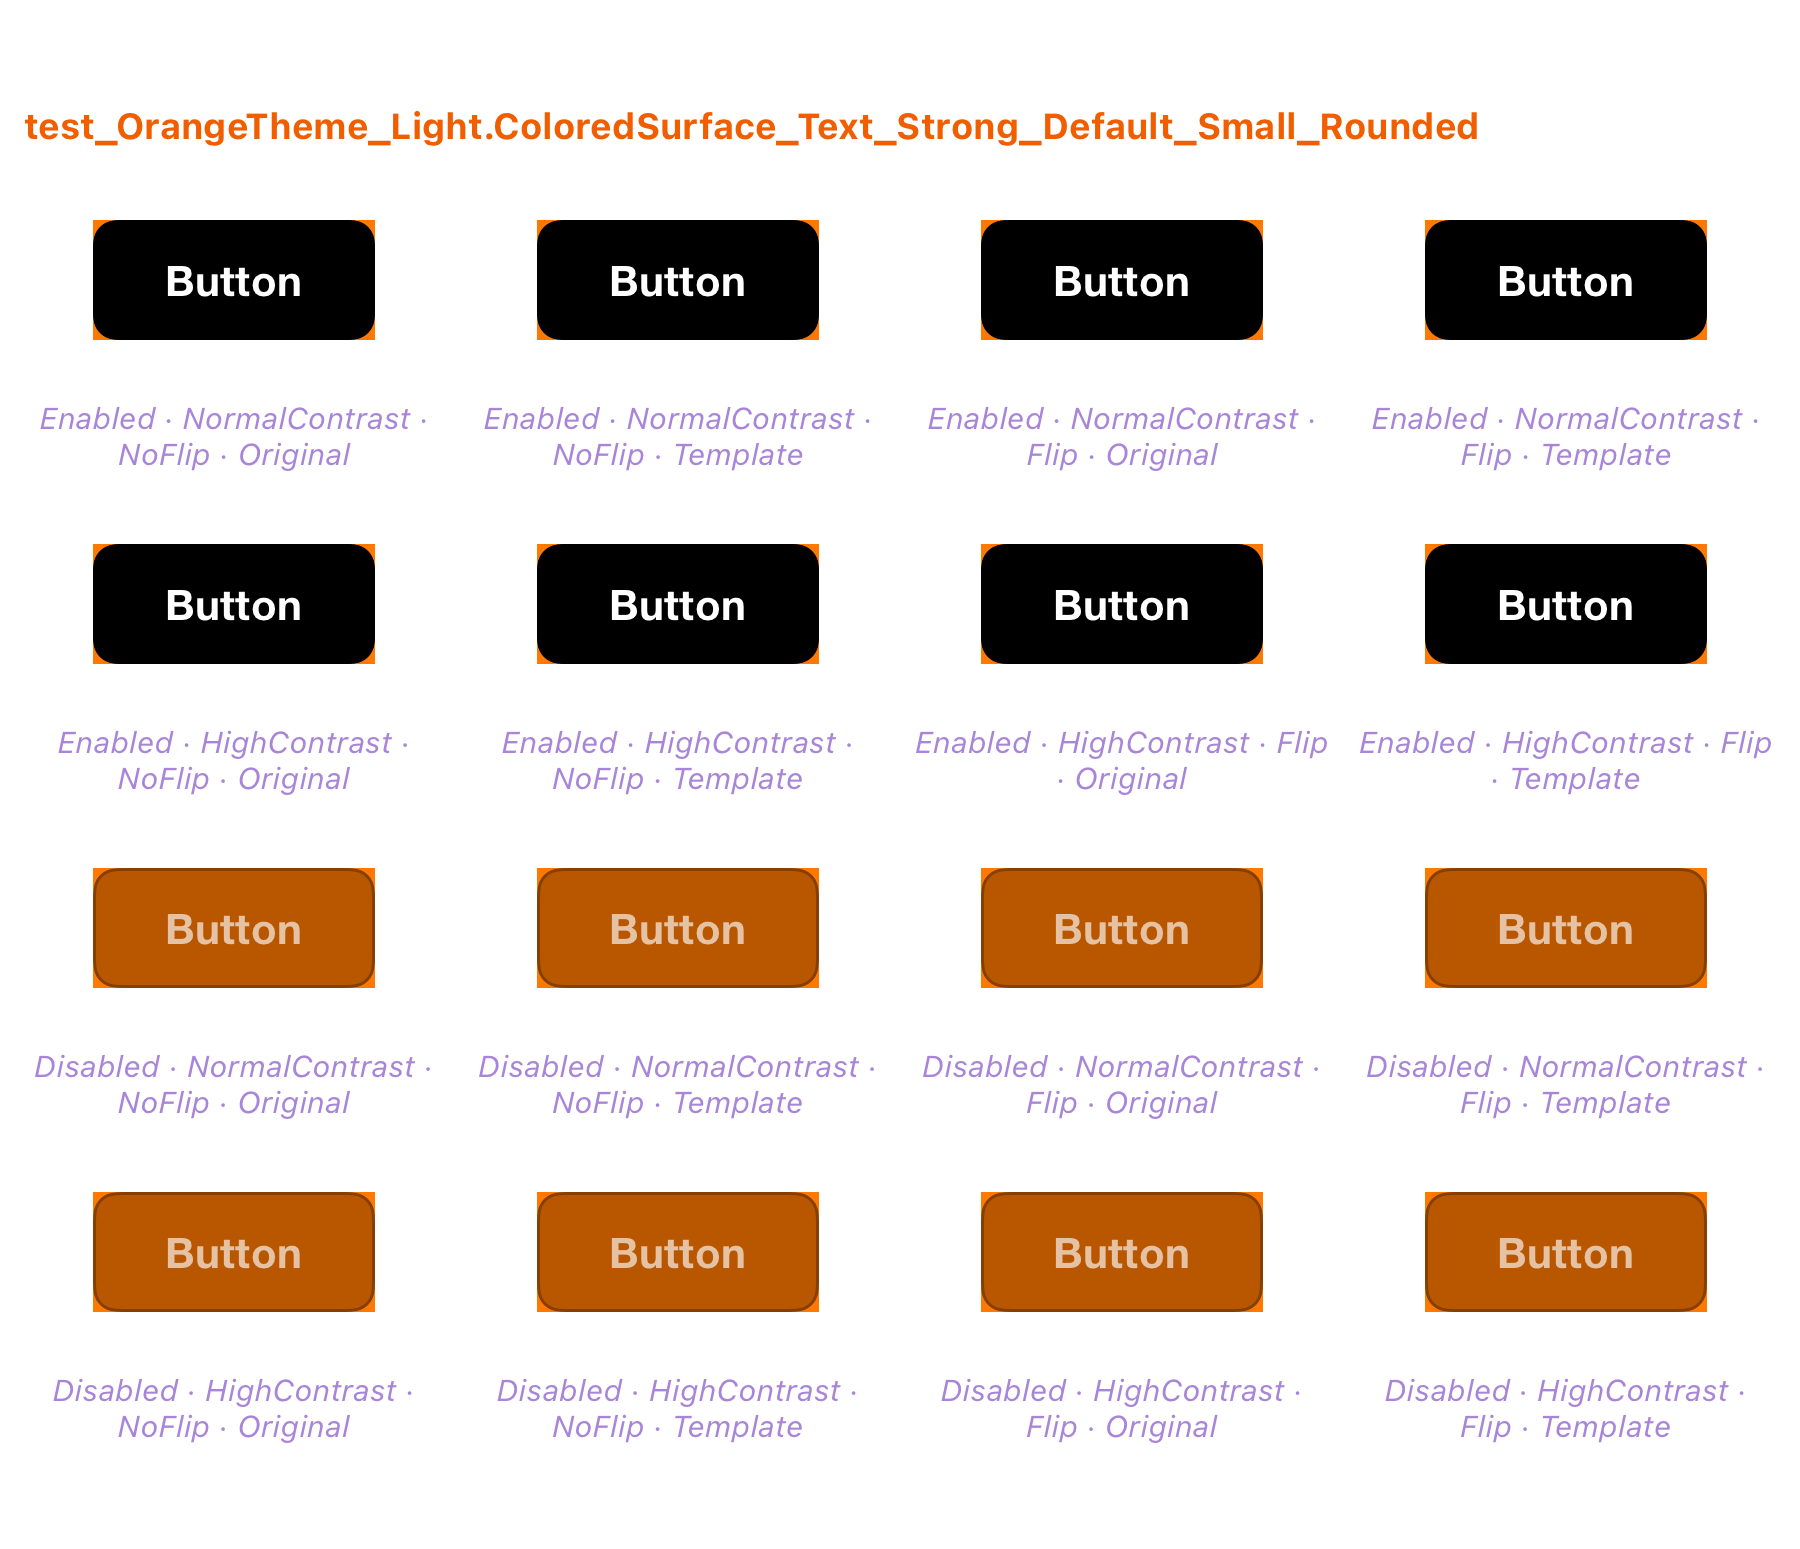 test_OrangeTheme_Light.ColoredSurface_Text_Strong_Default_Small_Rounded
Button Button Button Button
Enabled · NormalContrast · Enabled · NormalContrast · Enabled · NormalContrast · Enabled · NormalContrast ·
NoFlip · Original NoFlip · Template Flip · Original Flip · Template
Button Button Button Button
Enabled · HighContrast · Enabled · HighContrast · Enabled · HighContrast · Flip Enabled · HighContrast · Flip
NoFlip · Original NoFlip · Template · Original · Template
Button Button Button Button
Disabled · NormalContrast · Disabled · NormalContrast · Disabled · NormalContrast · Disabled · NormalContrast ·
NoFlip · Original NoFlip · Template Flip · Original Flip · Template
Button Button Button Button
Disabled · HighContrast · Disabled · HighContrast · Disabled · HighContrast · Disabled · HighContrast ·
NoFlip · Original NoFlip · Template Flip · Original Flip · Template